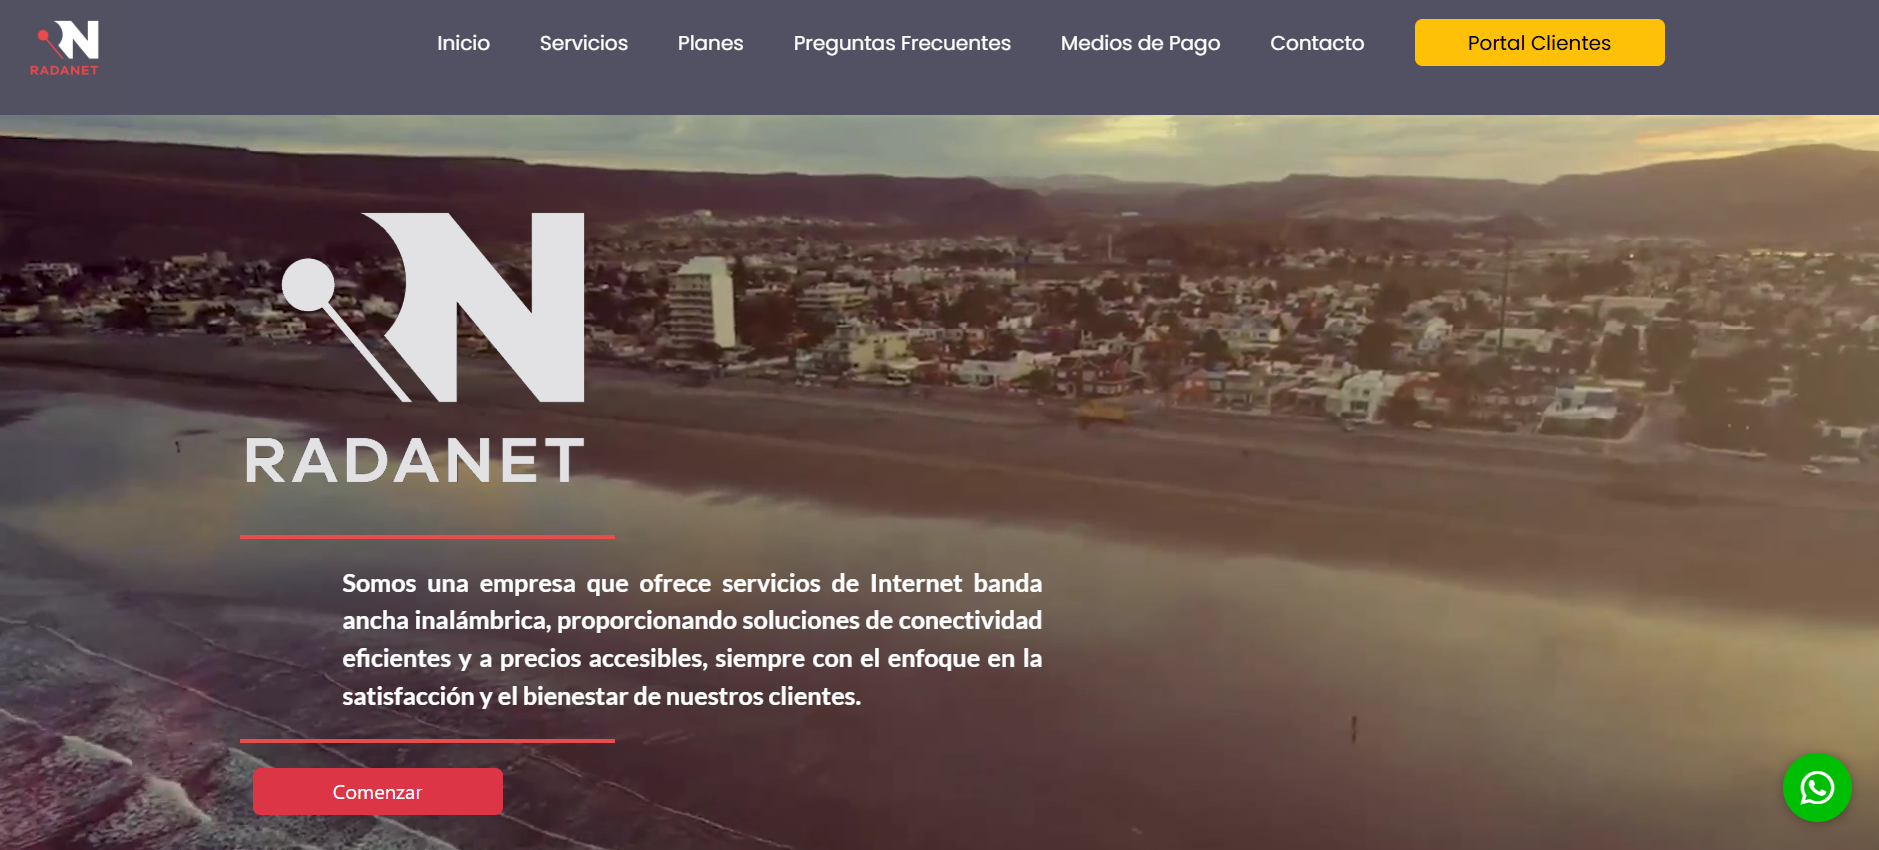 RADANET
Inicio
Servicios
Planes
Preguntas Frecuentes
Medios de Pago
Contacto
Portal Clientes
N
RADANET
Somos una empresa que ofrece servicios de Internet banda
ancha inalámbrica, proporcionando soluciones de conectividad
eficientes y a precios accesibles, siempre con el enfoque en la
satisfacción y el bienestar de nuestros clientes.
Comenzar